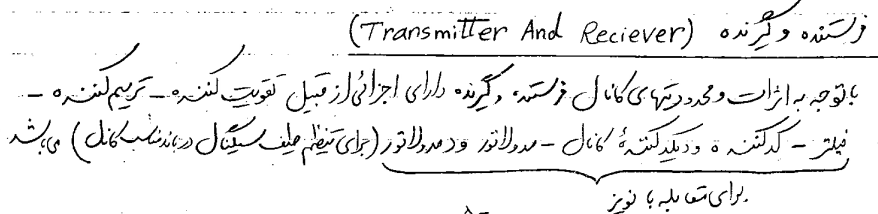 فرستنده و گیرنده (Transmitter And Reciever)
با توجه به اثرات و محدودیتهای کانال فرستنده و گیرنده دارای اجزائی از قبیل تقویت کننده – ترمیم کننده –
فیلتر – کدکننده و دیکدکنندهٔ کانال – مدولاتور و دمدولاتور (برای تنظیم طیف سیگنال در باند مناسب کانال) می‌باشد
برای مقابله با نویز